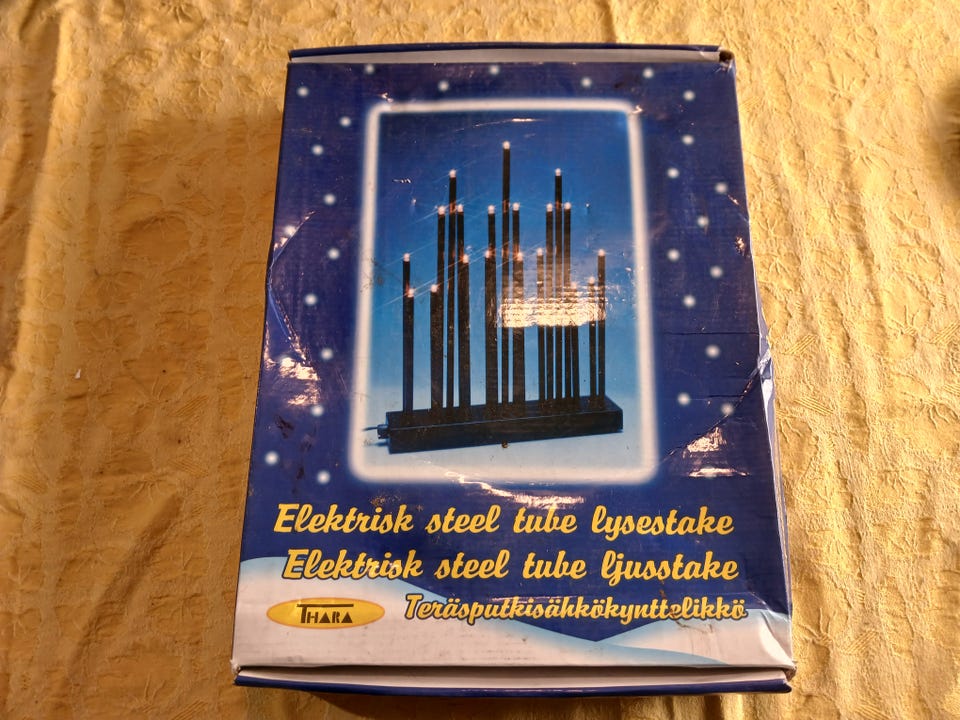 Elektrisk steel tube lysestake
Elektrisk steel tube ljusstake
THARA
Teräsputkisähkökynttelikkö